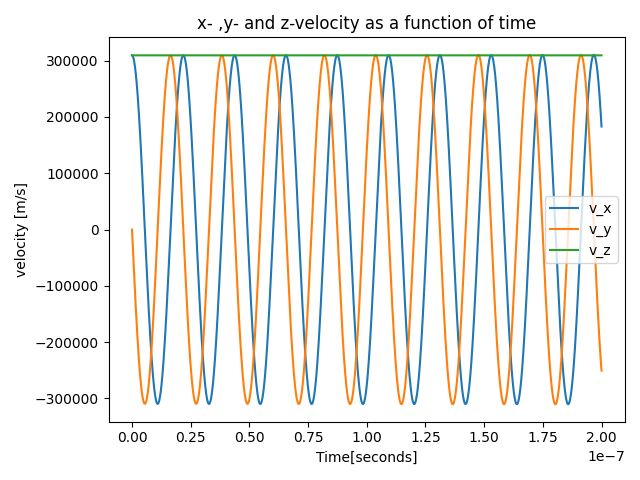 x- ,y- and z-velocity as a function of time
velocity [m/s]
300000
200000
100000
0
−100000
−200000
−300000
v_x
v_y
v_z
0.00 0.25 0.50 0.75 1.00 1.25 1.50 1.75 2.00
1e−7
Time[seconds]